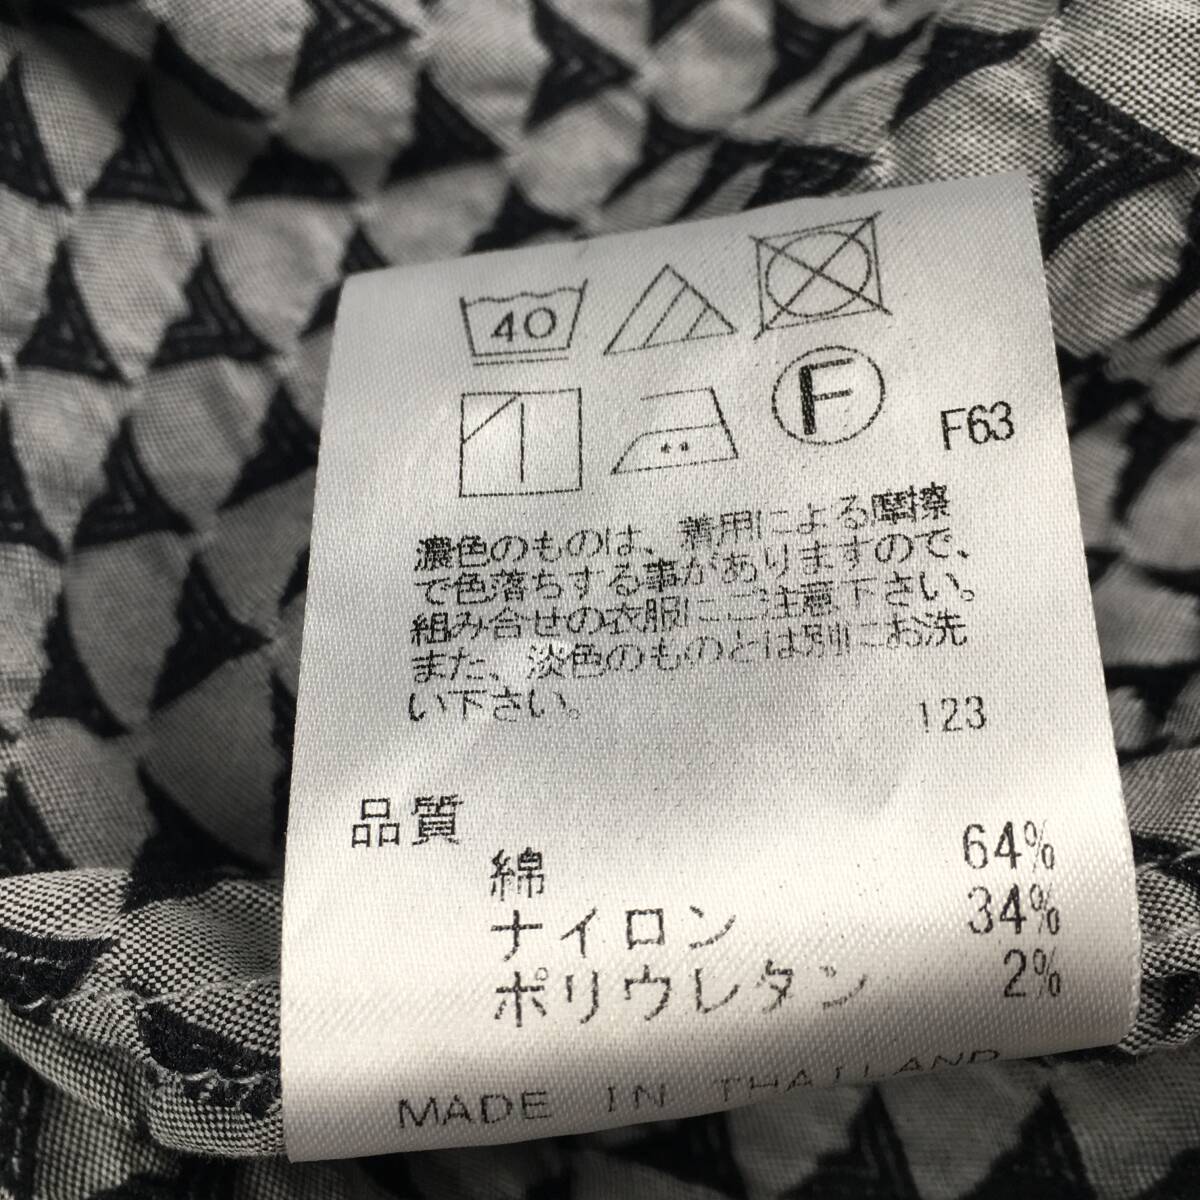 40
F
F63
濃色のものは、着用による摩擦
で色落ちする事がありますので、
組み合せの衣服にご注意下さい。
また、淡色のものとは別にお洗
い下さい。
123
品質
綿 64%
ナイロン 34%
ポリウレタン 2%
MADE IN THAILAND